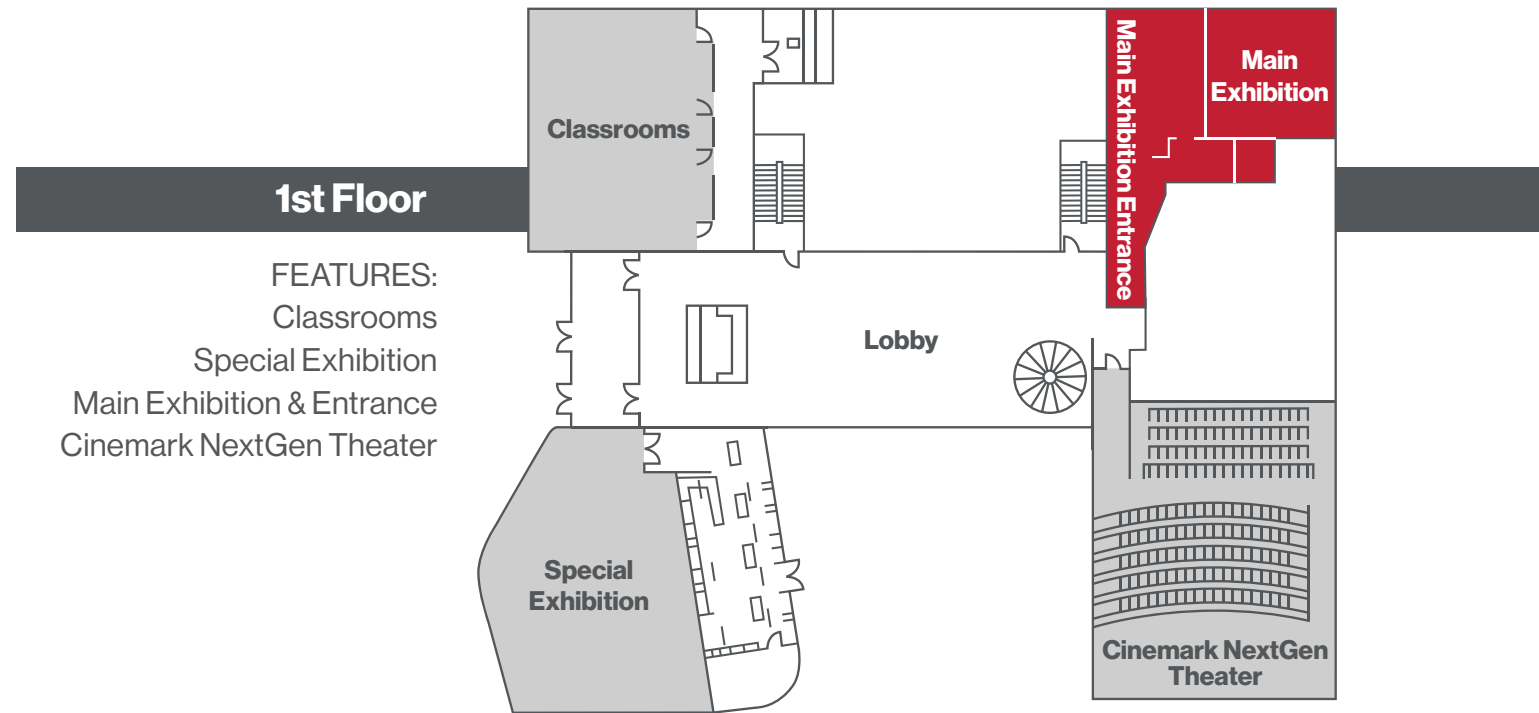 1st Floor
FEATURES:
Classrooms
Special Exhibition
Main Exhibition & Entrance
Cinemark NextGen Theater
Classrooms
Main Exhibition Entrance
Main
Exhibition
Lobby
Special
Exhibition
Cinemark NextGen
Theater